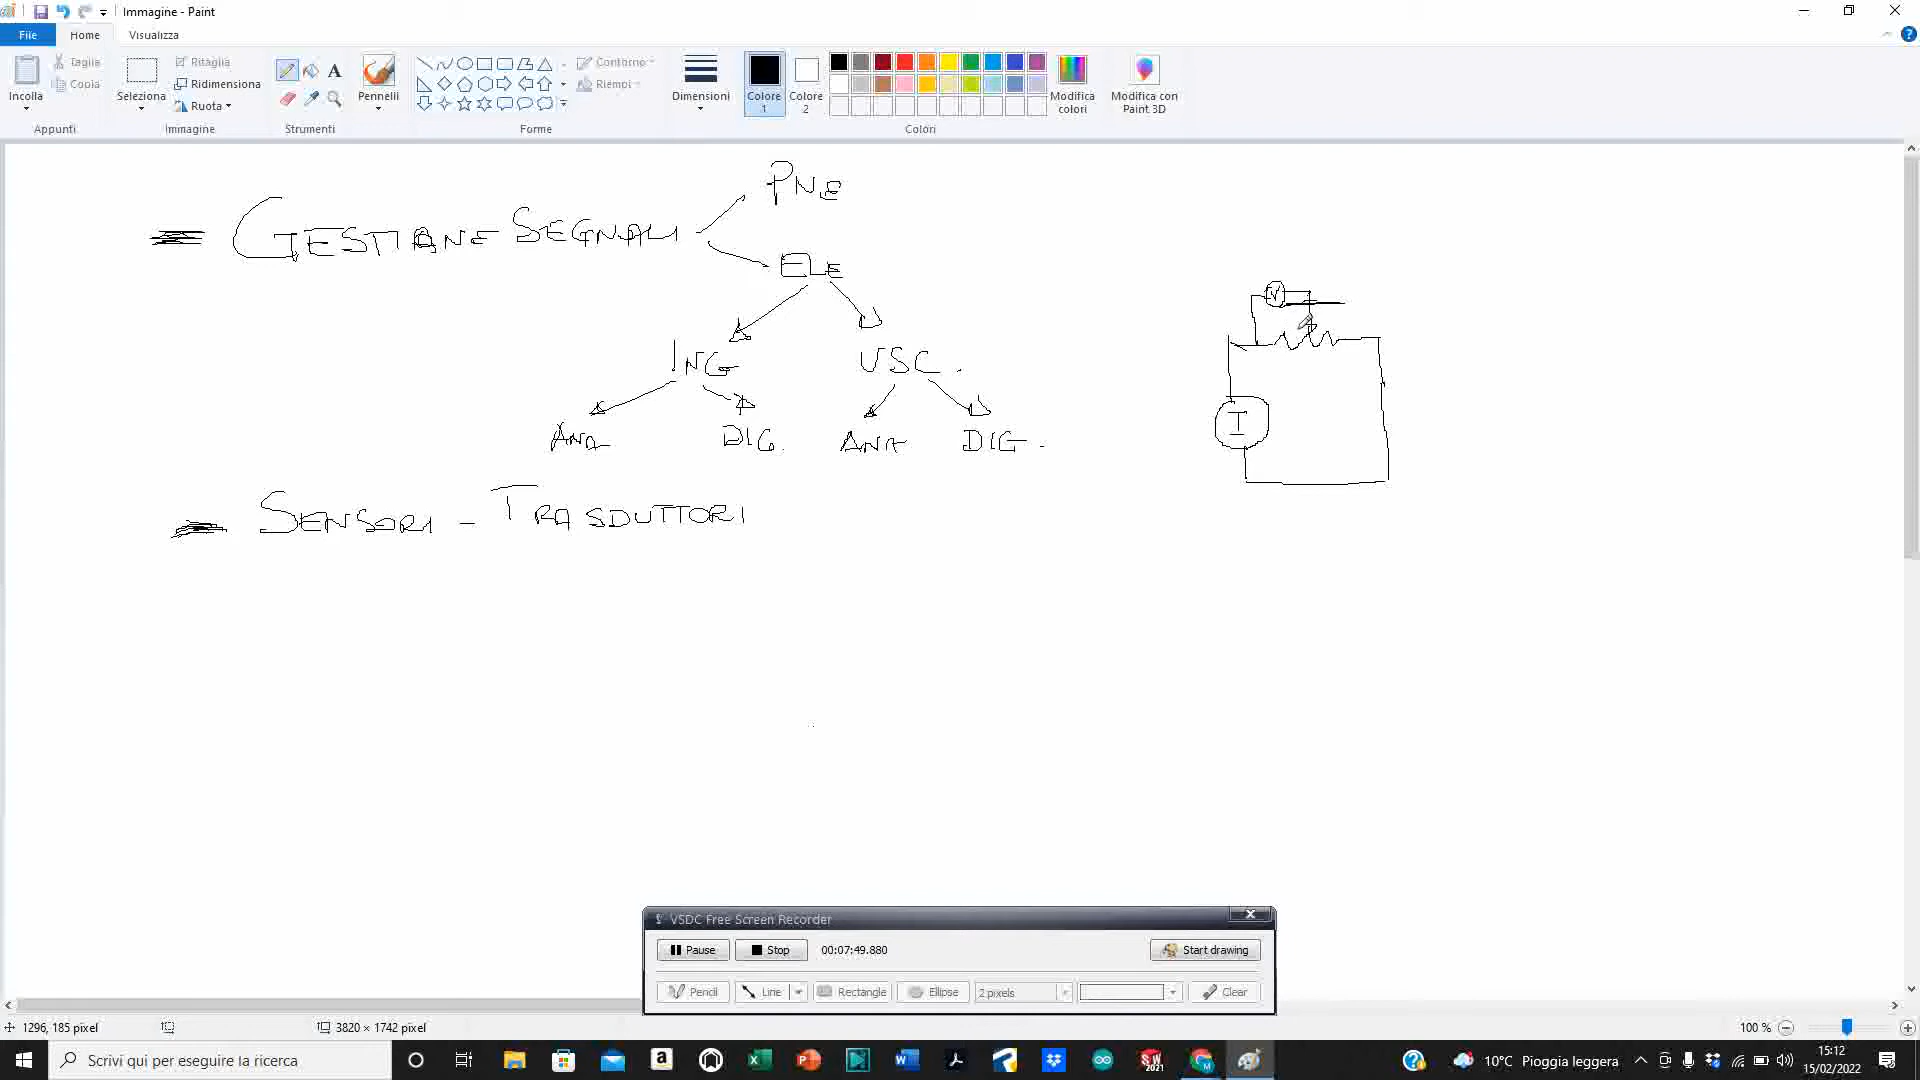 Immagine - Paint
File Home Visualizza
Incolla
Taglia
Copia
Appunti
Seleziona
Ritaglia
Ridimensiona
Ruota
Immagine
Strumenti
Pennelli
Forme
Contorno
Riempi
Dimensioni
Colore 1
Colore 2
Colori
Modifica colori
Modifica con Paint 3D
PNE
GESTIONE SEGNALI
ELE
ING USC.
ANA DIG. ANA DIG.
V
I
SENSORI - TRASDUTTORI
VSDC Free Screen Recorder
Pause Stop 00:07:49.880 Start drawing
Pencil Line Rectangle Ellipse 2 pixels Clear
1296, 185 pixel 3820 × 1742 pixel 100 %
Scrivi qui per eseguire la ricerca
10°C Pioggia leggera
15:12
15/02/2022